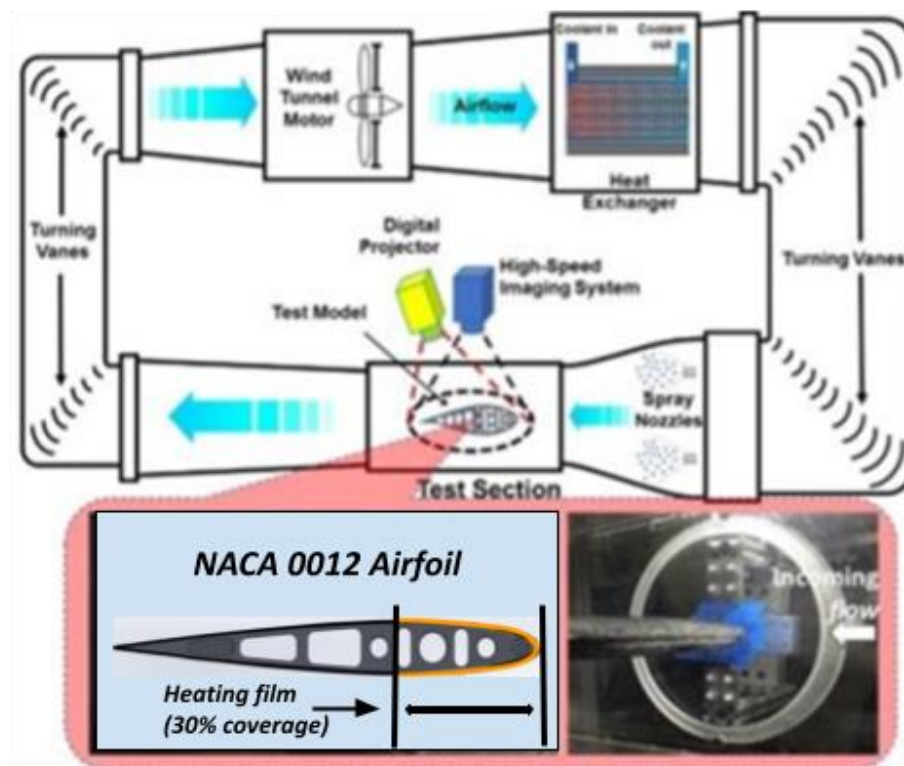 Coolant in
Coolant
out
Wind
Tunnel
Motor
Airflow
Heat
Exchanger
Turning
Vanes
Digital
Projector
High-Speed
Imaging System
Turning Vanes
Test Model
Spray
Nozzles
Test Section
NACA 0012 Airfoil
Heating film
(30% coverage)
Incoming
flow